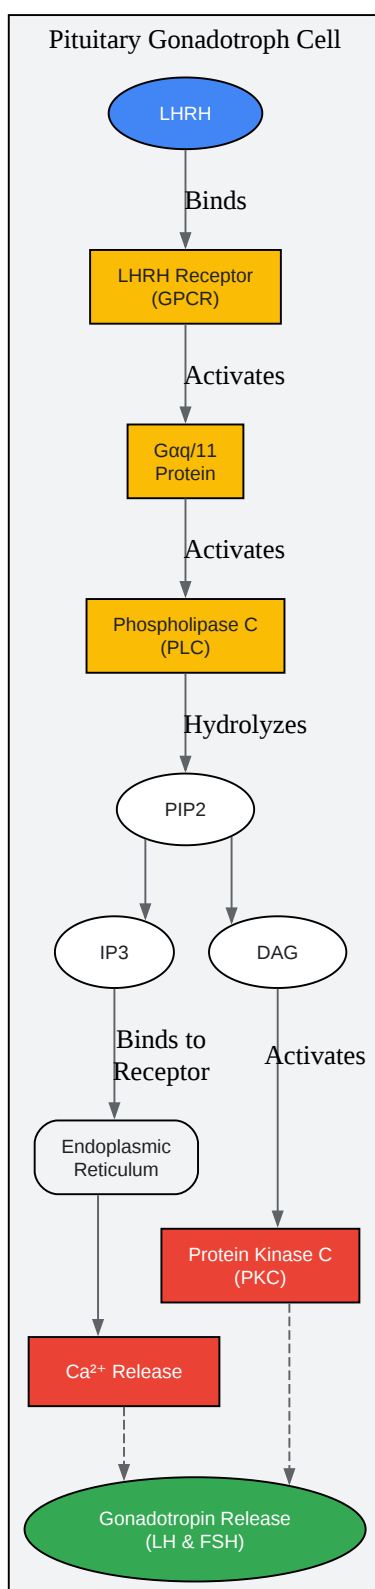 Pituitary Gonadotroph Cell
LHRH
Binds
LHRH Receptor
(GPCR)
Activates
Gαq/11
Protein
Activates
Phospholipase C
(PLC)
Hydrolyzes
PIP2
IP3
DAG
Binds to
Receptor
Activates
Endoplasmic
Reticulum
Protein Kinase C
(PKC)
Ca²⁺ Release
Gonadotropin Release
(LH & FSH)